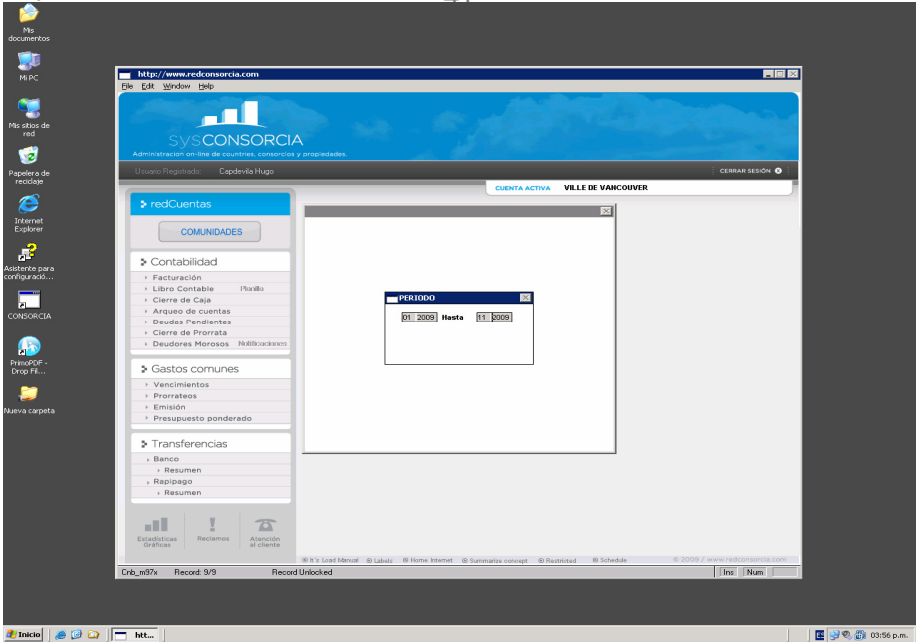 Mis
documentos
Mi PC
Mis sitios de
red
Papelera de
reciclaje
Internet
Explorer
Asistente para
configuració...
CONSORCIA
PrimoPDF -
Drop Fil...
Nueva carpeta
http://www.redconsorcia.com
File Edit Window Help
sysCONSORCIA
Administracion on-line de countries, consorcios y propiedades.
Usuario Registrado: Capdevila Hugo
CERRAR SESIÓN
CUENTA ACTIVA VILLE DE VANCOUVER
redCuentas
COMUNIDADES
Contabilidad
Facturación
Libro Contable Planilla
Cierre de Caja
Arqueo de cuentas
Deudas Pendientes
Cierre de Prorrata
Deudores Morosos Notificaciones
Gastos comunes
Vencimientos
Prorrateos
Emisión
Presupuesto ponderado
Transferencias
Banco
Resumen
Rapipago
Resumen
Estadísticas
Gráficas
Reclamos
Atención
al cliente
PERIODO
01 2009 Hasta 11 2009
It's Load Manual Labels Home Internet Summarize concept Restricted Schedule
© 2009 / www.redconsorcia.com
Cnb_m97x Record: 9/9 Record Unlocked Ins Num
Inicio htt... ES 03:56 p.m.